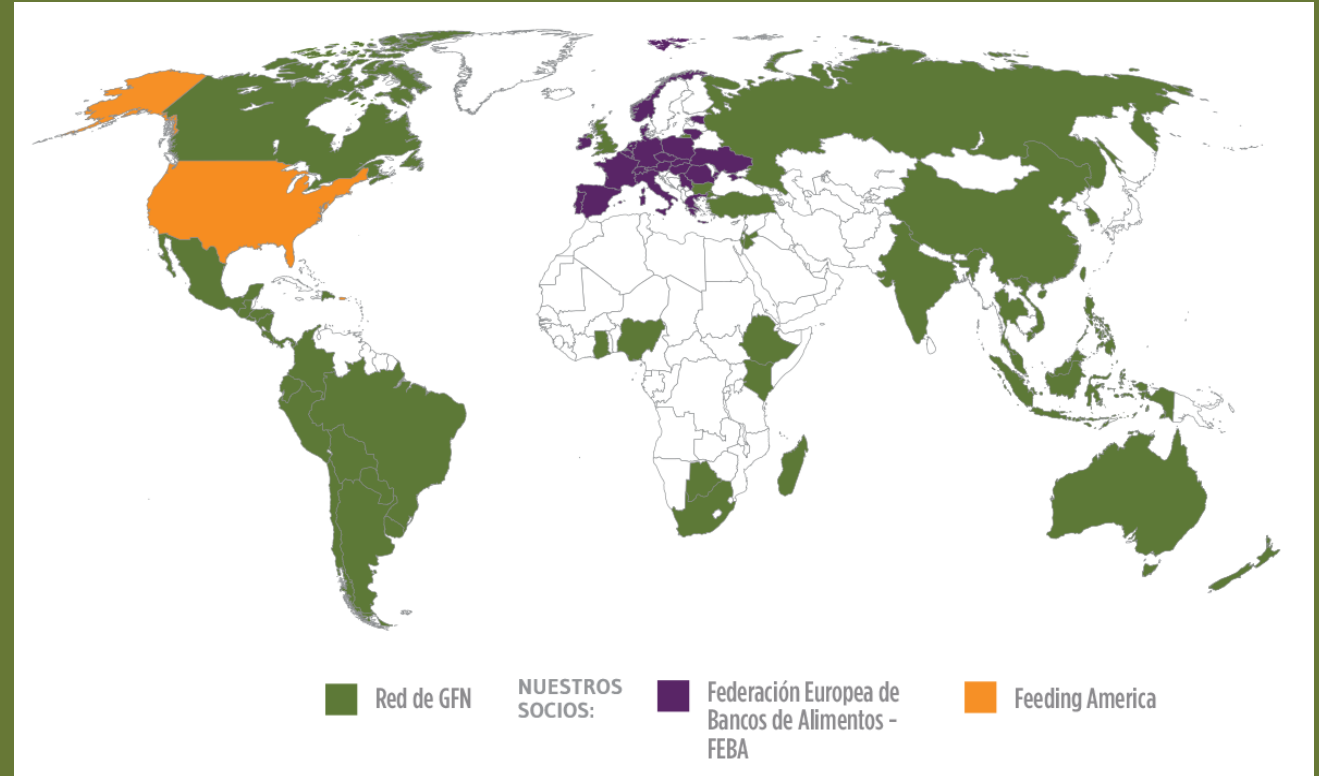 Red de GFN
NUESTROS
SOCIOS:
Federación Europea de
Bancos de Alimentos -
FEBA
Feeding America